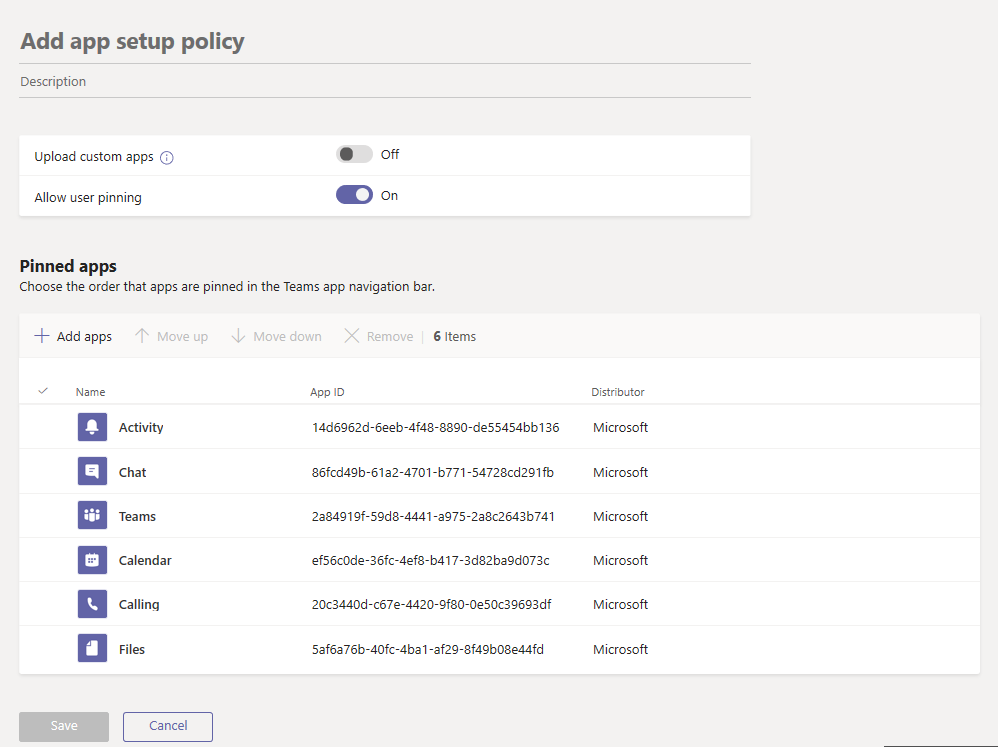 Add app setup policy
Description
Upload custom apps Off
Allow user pinning On
Pinned apps
Choose the order that apps are pinned in the Teams app navigation bar.
Add apps Move up Move down Remove | 6 Items
Name App ID Distributor
Activity 14d6962d-6eeb-4f48-8890-de55454bb136 Microsoft
Chat 86fcd49b-61a2-4701-b771-54728cd291fb Microsoft
Teams 2a84919f-59d8-4441-a975-2a8c2643b741 Microsoft
Calendar ef56c0de-36fc-4ef8-b417-3d82ba9d073c Microsoft
Calling 20c3440d-c67e-4420-9f80-0e50c39693df Microsoft
Files 5af6a76b-40fc-4ba1-af29-8f49b08e44fd Microsoft
Save Cancel